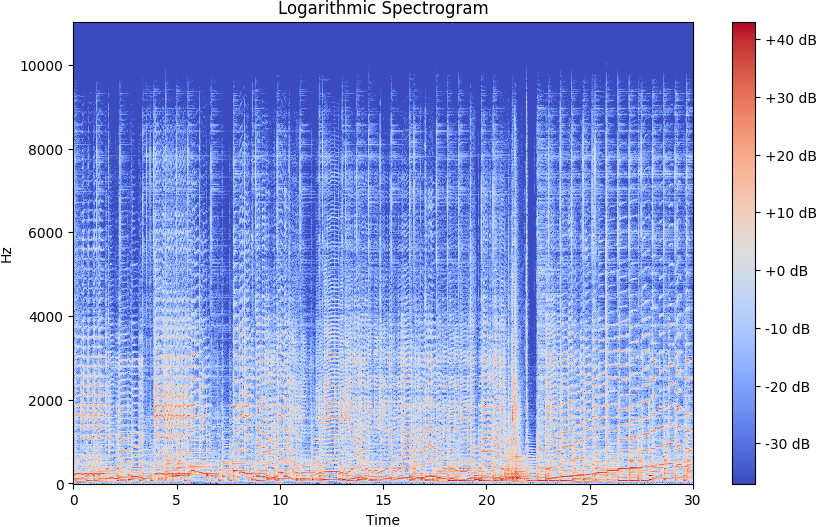 Logarithmic Spectrogram
Hz
10000
8000
6000
4000
2000
0
0 5 10 15 20 25 30
Time
+40 dB
+30 dB
+20 dB
+10 dB
+0 dB
-10 dB
-20 dB
-30 dB